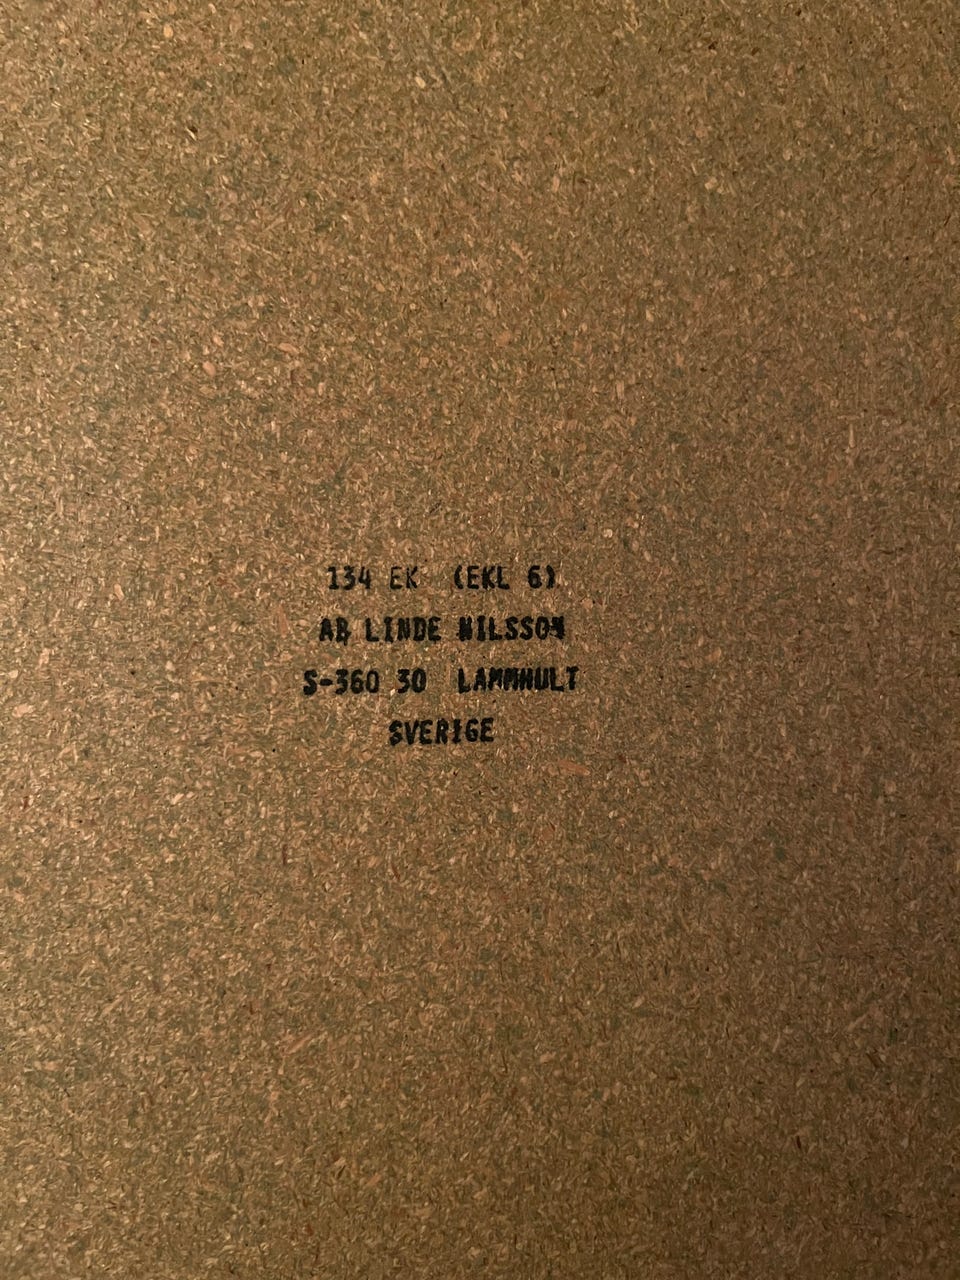 134 EK (EKL 6)
AB LINDE NILSSON
S-360 30 LAMMHULT
SVERIGE